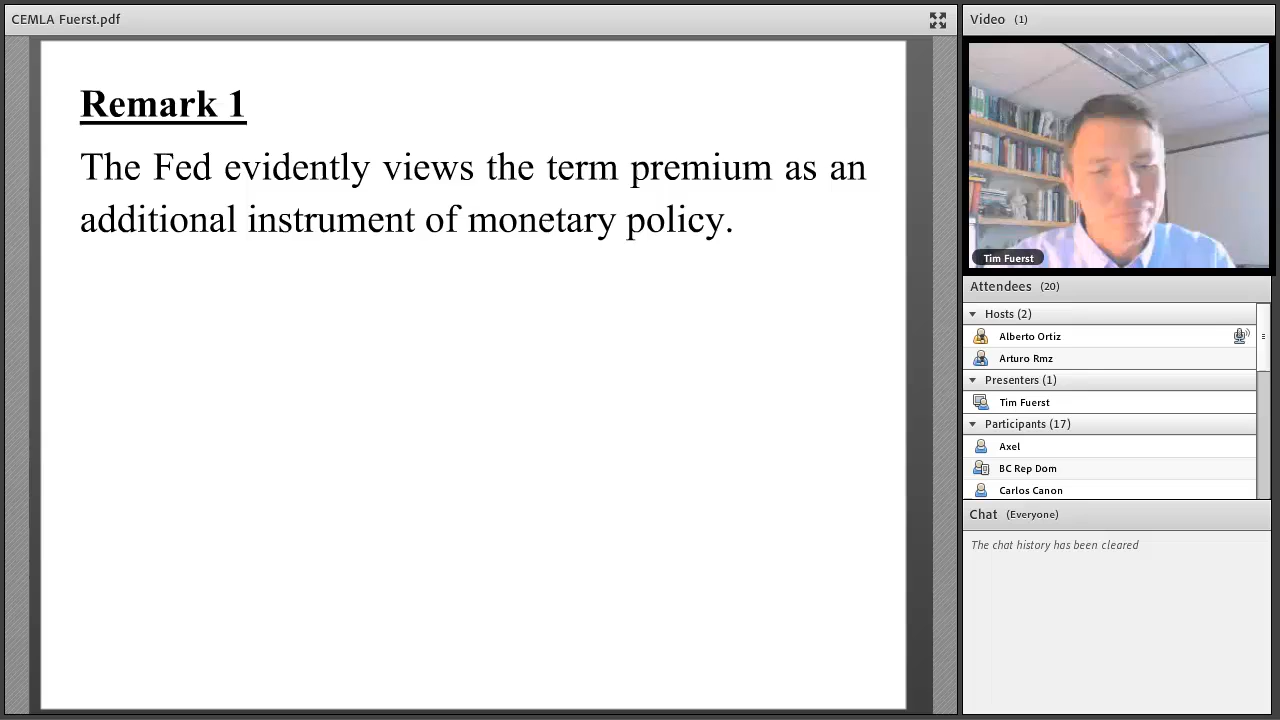 CEMLA Fuerst.pdf
Remark 1
The Fed evidently views the term premium as an
additional instrument of monetary policy.
Video (1)
Tim Fuerst
Attendees (20)
Hosts (2)
Alberto Ortiz
Arturo Rmz
Presenters (1)
Tim Fuerst
Participants (17)
Axel
BC Rep Dom
Carlos Canon
Chat (Everyone)
The chat history has been cleared